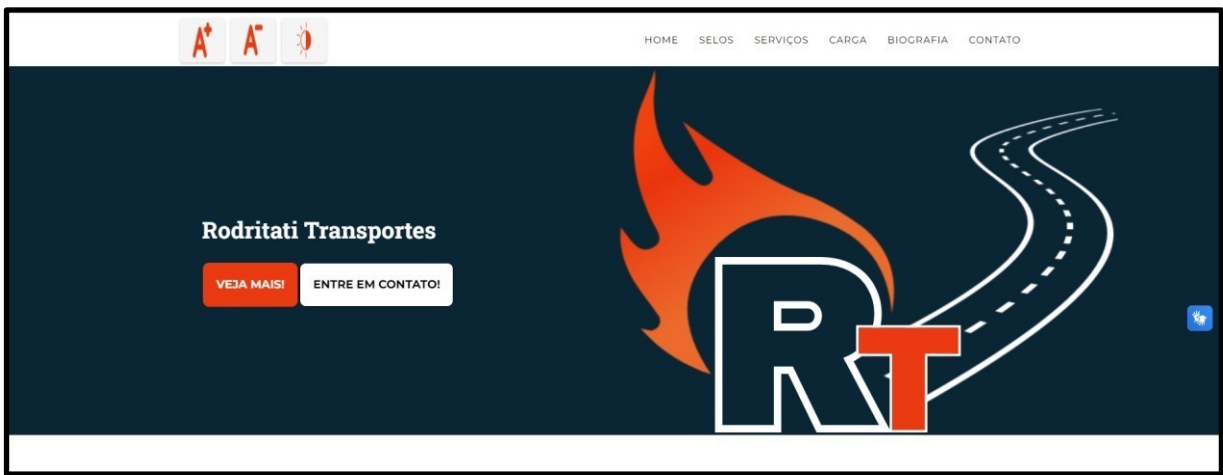 A+ A-
HOME SELOS SERVIÇOS CARGA BIOGRAFIA CONTATO
Rodritati Transportes
VEJA MAIS! ENTRE EM CONTATO!
RT